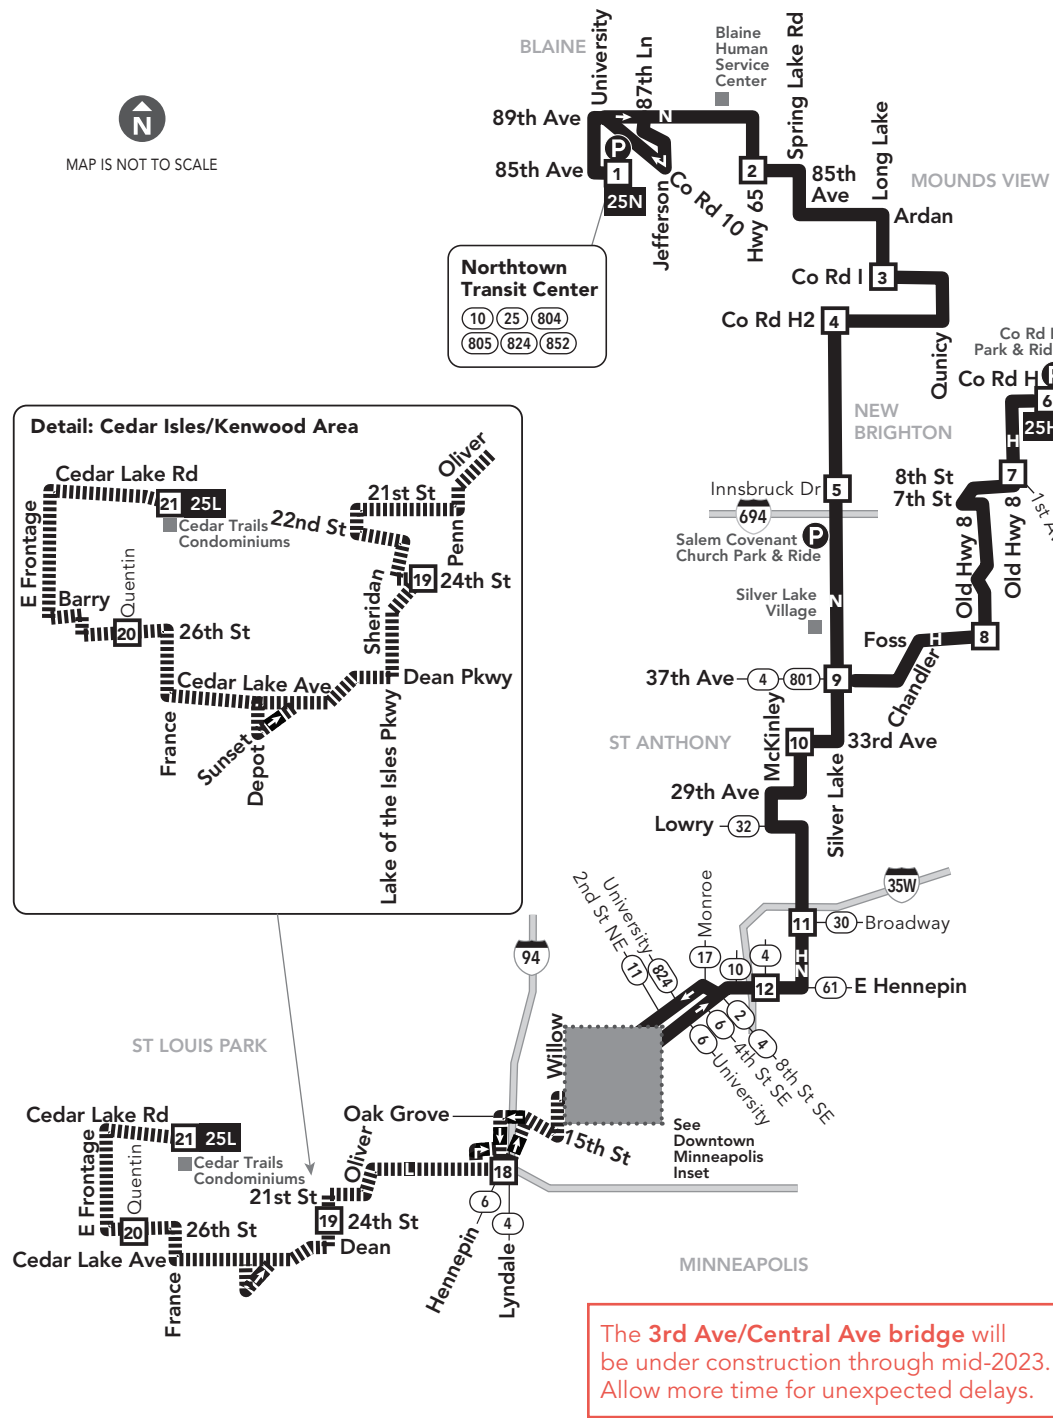 N
MAP IS NOT TO SCALE
BLAINE
University
87th Ln
Blaine
Human
Service
Center
Spring Lake Rd
Long Lake
89th Ave
N
P
85th Ave
1
25N
2
85th
Ave
MOUNDS VIEW
Ardan
Co Rd 10
Jefferson
Hwy 65
Northtown
Transit Center
10 25 804
805 824 852
Co Rd I
3
Co Rd H2
4
Qunicy
Park & Rid
Co Rd H
6
25H
H
NEW
BRIGHTON
7
8th St
7th St
1st
Old Hwy 8
Old Hwy 8
Innsbruck Dr
5
694
Salem Covenant
Church Park & Ride
P
Silver Lake
Village
N
Foss
H
8
Chandler
37th Ave
4 801
9
McKinley
ST ANTHONY
10
33rd Ave
29th Ave
Silver Lake
Lowry
32
35W
11
30
Broadway
H
N
University
2nd St NE
Monroe
11
824
17
10
4
12
61
E Hennepin
2
6
4
6
8th St SE
4th St SE
University
Detail: Cedar Isles/Kenwood Area
Cedar Lake Rd
21 25L
Cedar Trails
Condominiums
E Frontage
Barry
Quentin
20
26th St
Oliver
21st St
22nd St
Penn
19
24th St
Sheridan
Cedar Lake Ave
Dean Pkwy
France
Sunset
Depot
Lake of the Isles Pkwy
94
Willow
See
Downtown
Minneapolis
Inset
ST LOUIS PARK
Oak Grove
15th St
Cedar Lake Rd
21 25L
Cedar Trails
Condominiums
E Frontage
Quentin
20
26th St
Cedar Lake Ave
France
Oliver
21st St
L
19
24th St
Dean
18
6
4
Hennepin
Lyndale
MINNEAPOLIS
The 3rd Ave/Central Ave bridge will
be under construction through mid-2023.
Allow more time for unexpected delays.